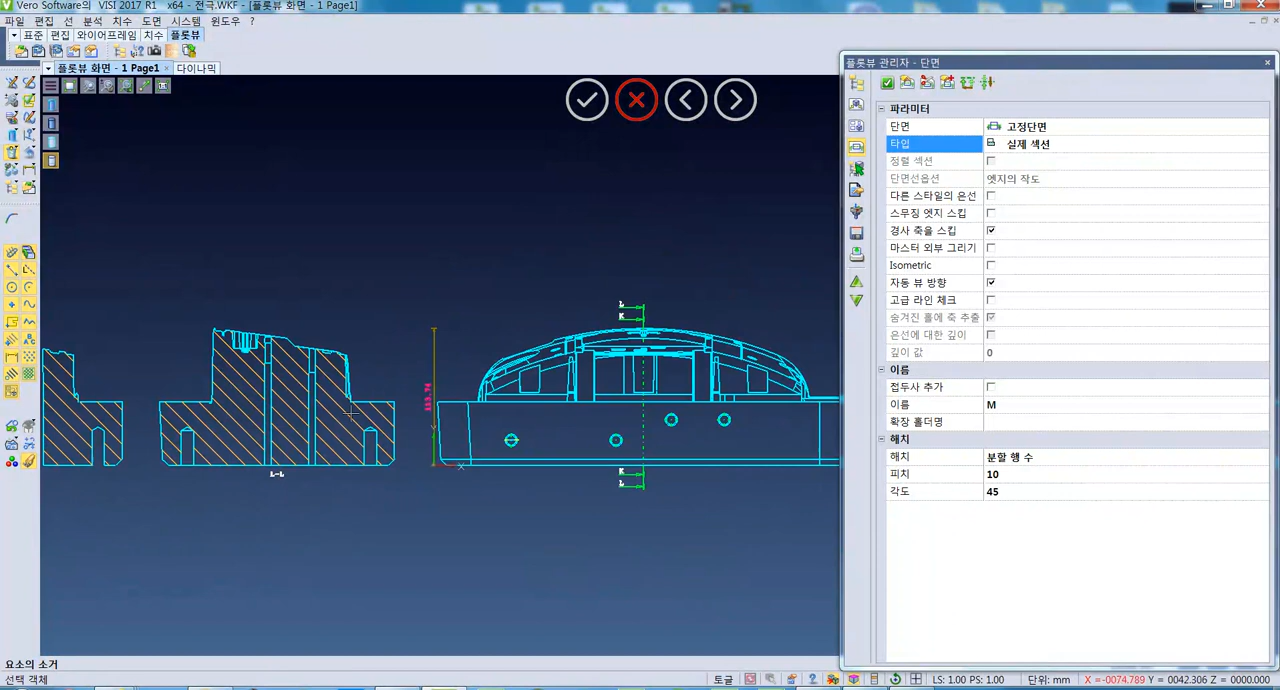 Vero Software의 VISI 2017 R1 x64 - 전극.WKF - [플롯뷰 화면 - 1 Page1]
파일 편집 뷰 분석 치수 도면 시스템 윈도우 ?
표준 편집 와이어프레임 치수 플롯뷰
플롯뷰 화면 - 1 Page1 다이나믹
플롯뷰 관리자 - 단면
파라미터
단면 고정단면
타입 실제 섹션
정렬 섹션
단면선옵션 엣지의 작도
다른 스타일의 은선
스무징 엣지 스킵
경사 죽을 스킵
마스터 외부 그리기
Isometric
자동 뷰 방향
고급 라인 체크
숨겨진 홀에 죽 추출
은선에 대한 깊이
깊이 값 0
이름
접두사 추가
이름 M
확장 홀더명
해치
해치 분할 행 수
피치 10
각도 45
L
K
K
L
L-L
X
요소의 소거
선택 객체
토글
LS: 1.00 PS: 1.00
단위: mm
X =-0074.789 Y = 0042.306 Z = 0000.000